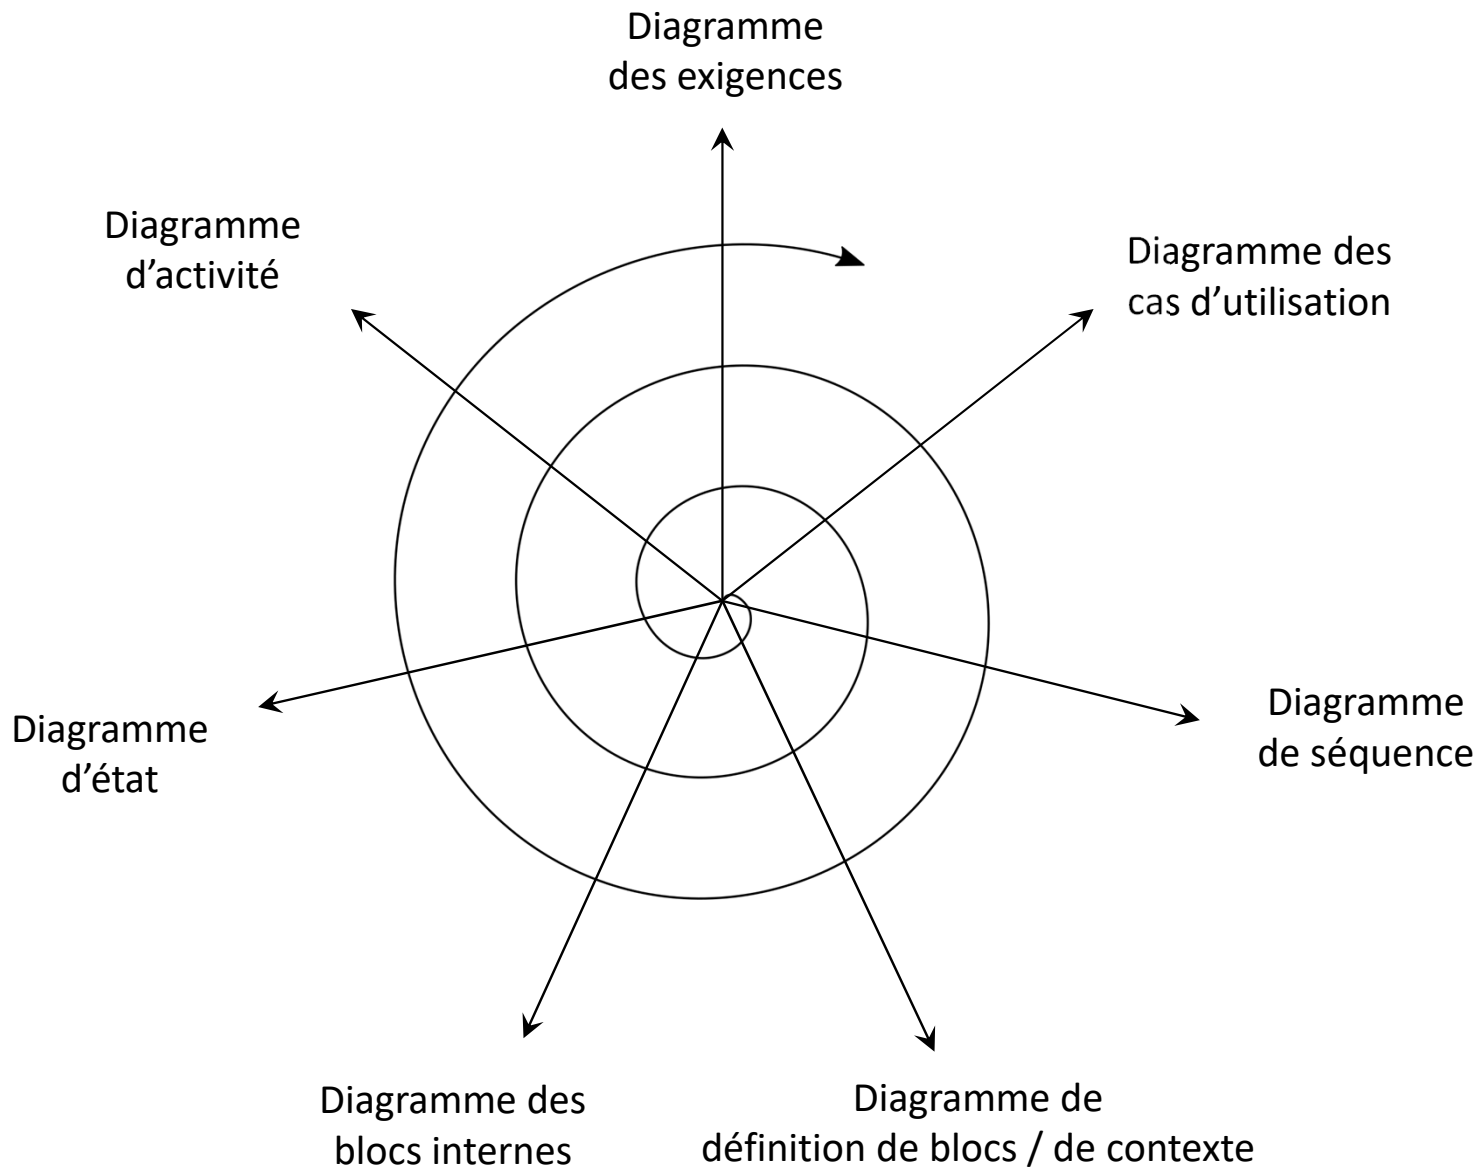 Diagramme
des exigences
Diagramme
d’activité
Diagramme des
cas d’utilisation
Diagramme
d’état
Diagramme
de séquence
Diagramme des
blocs internes
Diagramme de
définition de blocs / de contexte